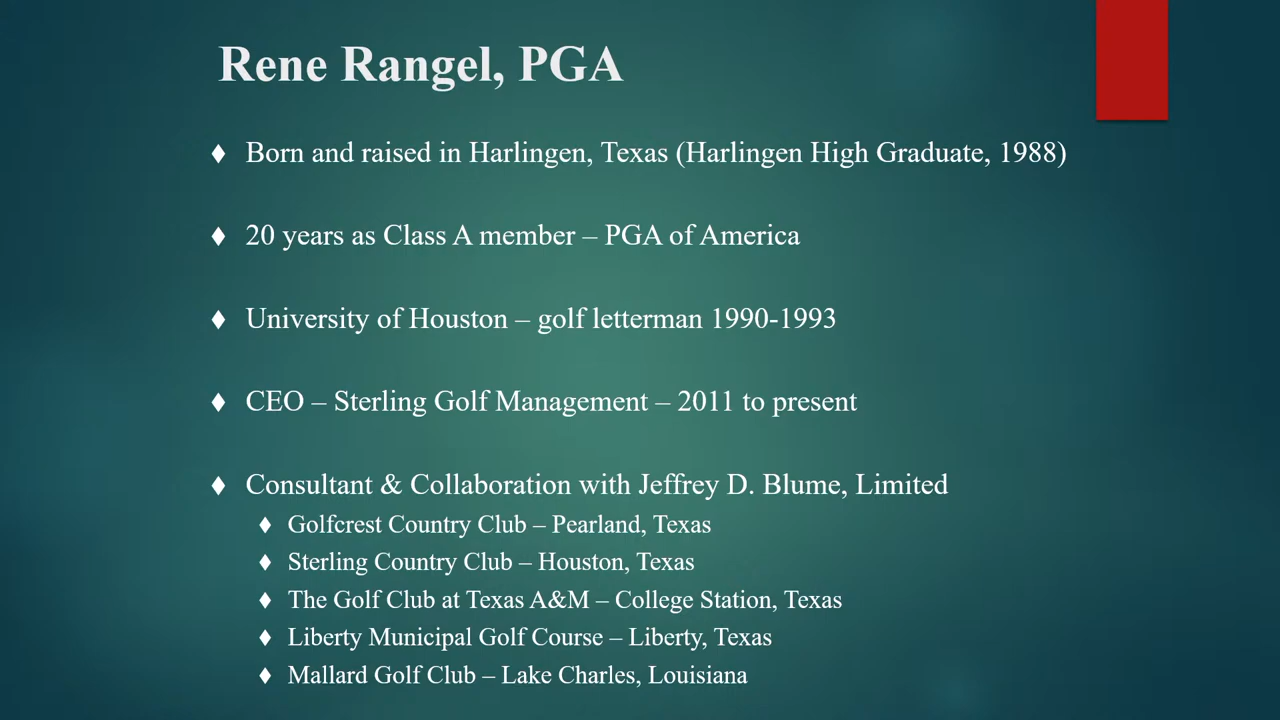 Rene Rangel, PGA
♦ Born and raised in Harlingen, Texas (Harlingen High Graduate, 1988)
♦ 20 years as Class A member – PGA of America
♦ University of Houston – golf letterman 1990-1993
♦ CEO – Sterling Golf Management – 2011 to present
♦ Consultant & Collaboration with Jeffrey D. Blume, Limited
♦ Golfcrest Country Club – Pearland, Texas
♦ Sterling Country Club – Houston, Texas
♦ The Golf Club at Texas A&M – College Station, Texas
♦ Liberty Municipal Golf Course – Liberty, Texas
♦ Mallard Golf Club – Lake Charles, Louisiana